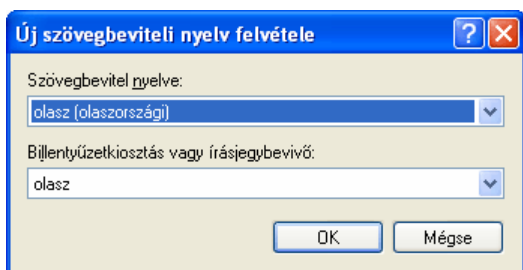 Új szövegbeviteli nyelv felvétele
Szövegbevitel nyelve:
olasz (olaszországi)
Billentyűzetkiosztás vagy írásjegybevivő:
olasz
OK Mégse